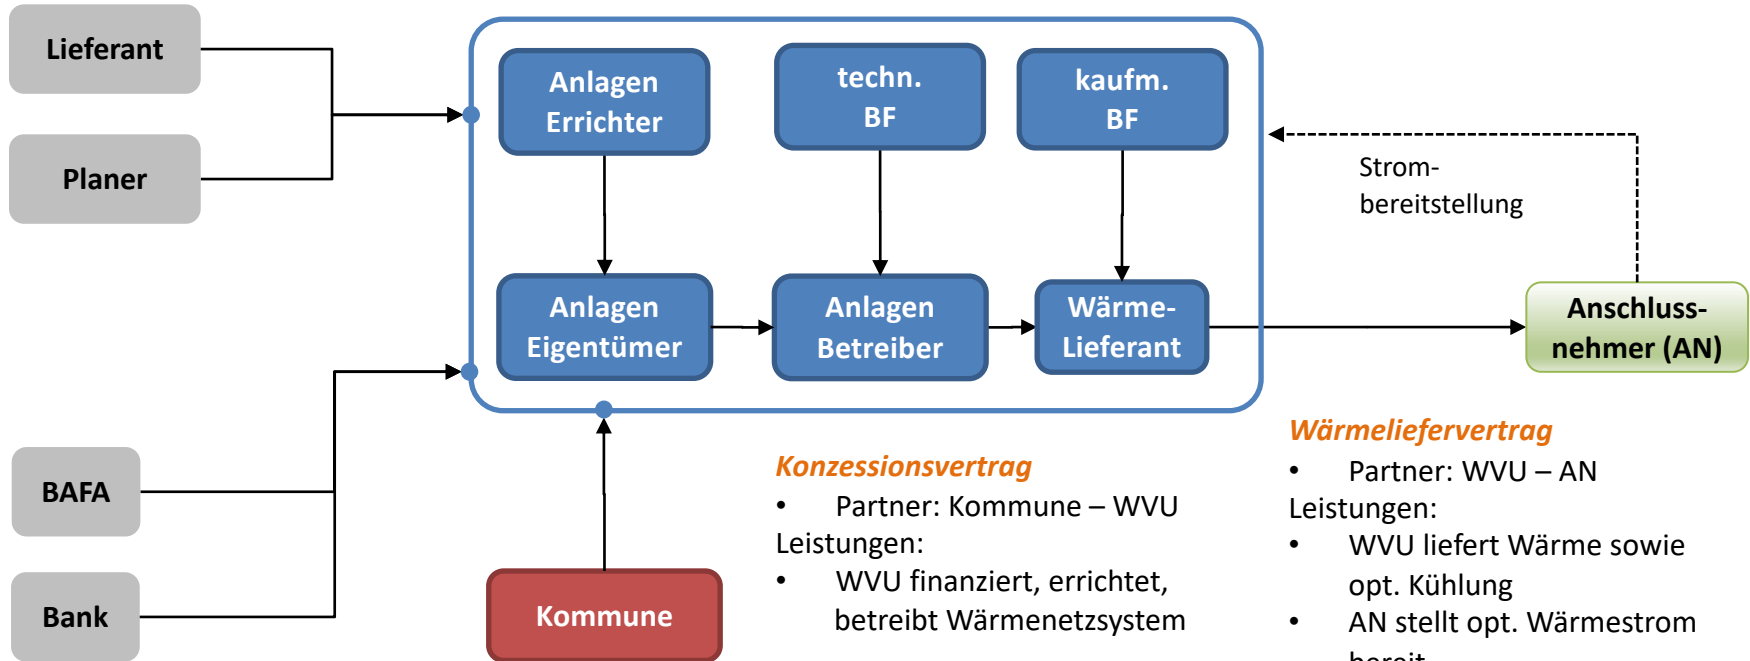 Lieferant
Planer
BAFA
Bank
Anlagen
Errichter
techn.
BF
kaufm.
BF
Anlagen
Eigentümer
Anlagen
Betreiber
Wärme-
Lieferant
Strom-
bereitstellung
Anschluss-
nehmer (AN)
Kommune
Konzessionsvertrag
• Partner: Kommune – WVU
Leistungen:
• WVU finanziert, errichtet,
betreibt Wärmenetzsystem
Wärmeliefervertrag
• Partner: WVU – AN
Leistungen:
• WVU liefert Wärme sowie
opt. Kühlung
• AN stellt opt. Wärmestrom
bereit